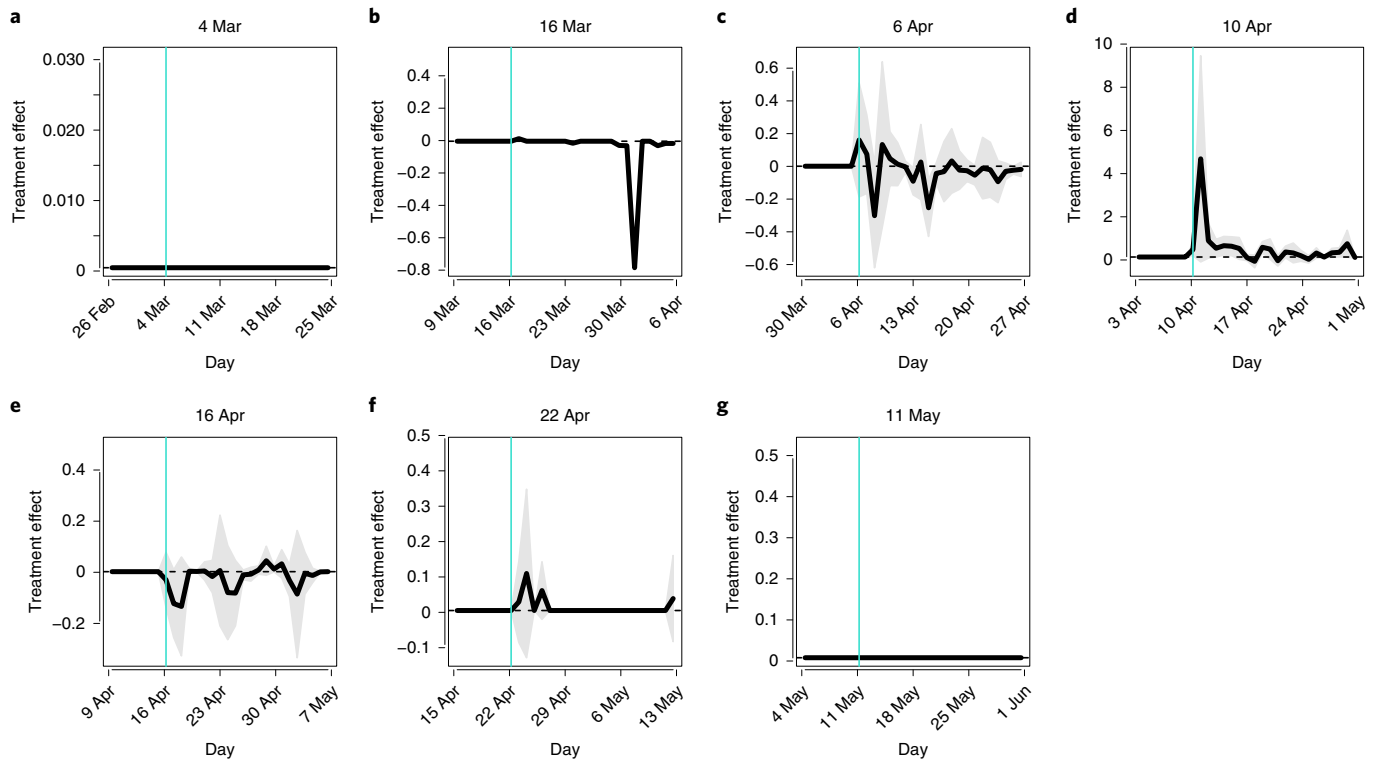 a
4 Mar
Treatment effect
0.030
0.020
0.010
0
26 Feb
4 Mar
11 Mar
18 Mar
25 Mar
Day
b
16 Mar
Treatment effect
0.4
0.2
0
−0.2
−0.4
−0.6
−0.8
9 Mar
16 Mar
23 Mar
30 Mar
6 Apr
Day
c
6 Apr
Treatment effect
0.6
0.4
0.2
0
−0.2
−0.4
−0.6
30 Mar
6 Apr
13 Apr
20 Apr
27 Apr
Day
d
10 Apr
Treatment effect
10
8
6
4
2
0
3 Apr
10 Apr
17 Apr
24 Apr
1 May
Day
e
16 Apr
Treatment effect
0.4
0.2
0
−0.2
9 Apr
16 Apr
23 Apr
30 Apr
7 May
Day
f
22 Apr
Treatment effect
0.5
0.4
0.3
0.2
0.1
0
−0.1
15 Apr
22 Apr
29 Apr
6 May
13 May
Day
g
11 May
Treatment effect
0.5
0.4
0.3
0.2
0.1
0
4 May
11 May
18 May
25 May
1 Jun
Day